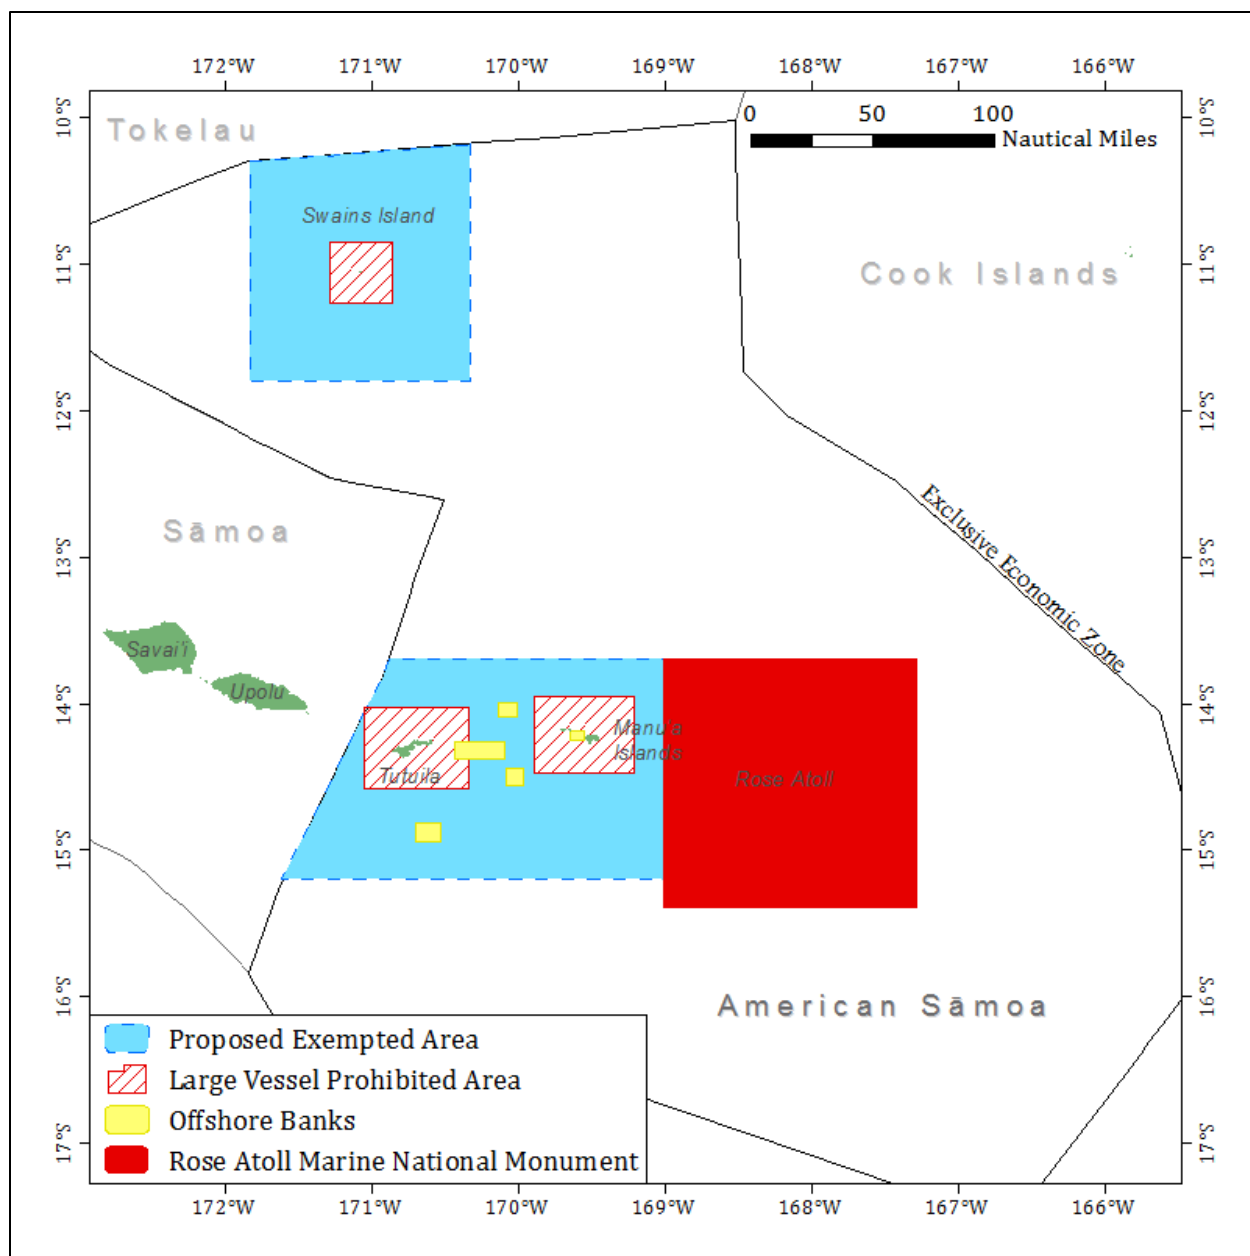 172°W 171°W 170°W 169°W 168°W 167°W 166°W
10°S
10°S
Tokelau
0 50 100
Nautical Miles
Swains Island
11°S
11°S
Cook Islands
12°S
12°S
Exclusive Economic Zone
Sāmoa
13°S
13°S
Savai'i
Upolu
14°S
14°S
Manu'a
Islands
Tutuila
Rose Atoll
15°S
15°S
16°S
16°S
American Sāmoa
Proposed Exempted Area
Large Vessel Prohibited Area
Offshore Banks
Rose Atoll Marine National Monument
17°S
17°S
172°W 171°W 170°W 169°W 168°W 167°W 166°W